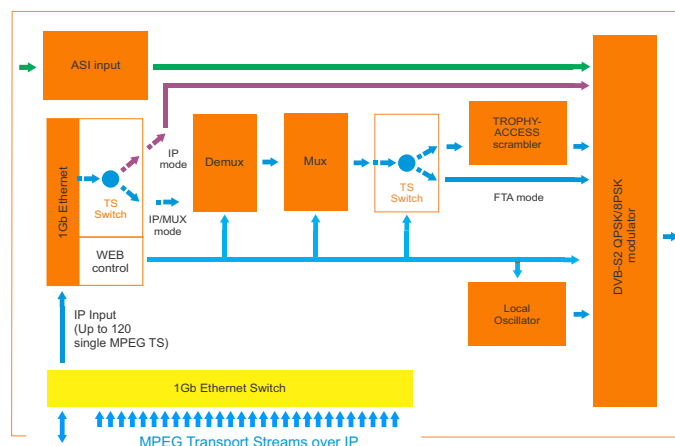 ASI input
TROPHY-
ACCESS
scrambler
1Gb Ethernet
TS
Switch
IP
mode
IP/MUX
mode
Demux
Mux
TS
Switch
FTA mode
DVB-S2 QPSK/8PSK
modulator
WEB
control
Local
Oscillator
IP Input
(Up to 120
single MPEG TS)
1Gb Ethernet Switch
MPEG Transport Streams over IP